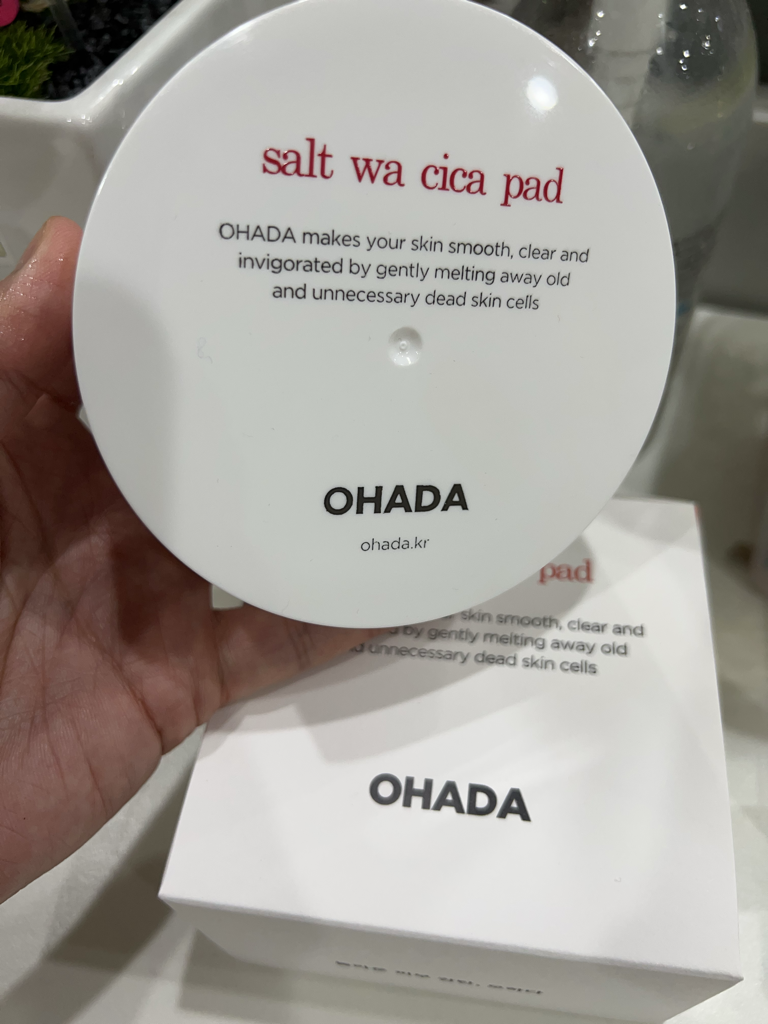 salt wa cica pad
OHADA makes your skin smooth, clear and
invigorated by gently melting away old
and unnecessary dead skin cells
OHADA
ohada.kr
pad
skin smooth, clear and
by gently melting away old
unnecessary dead skin cells
OHADA